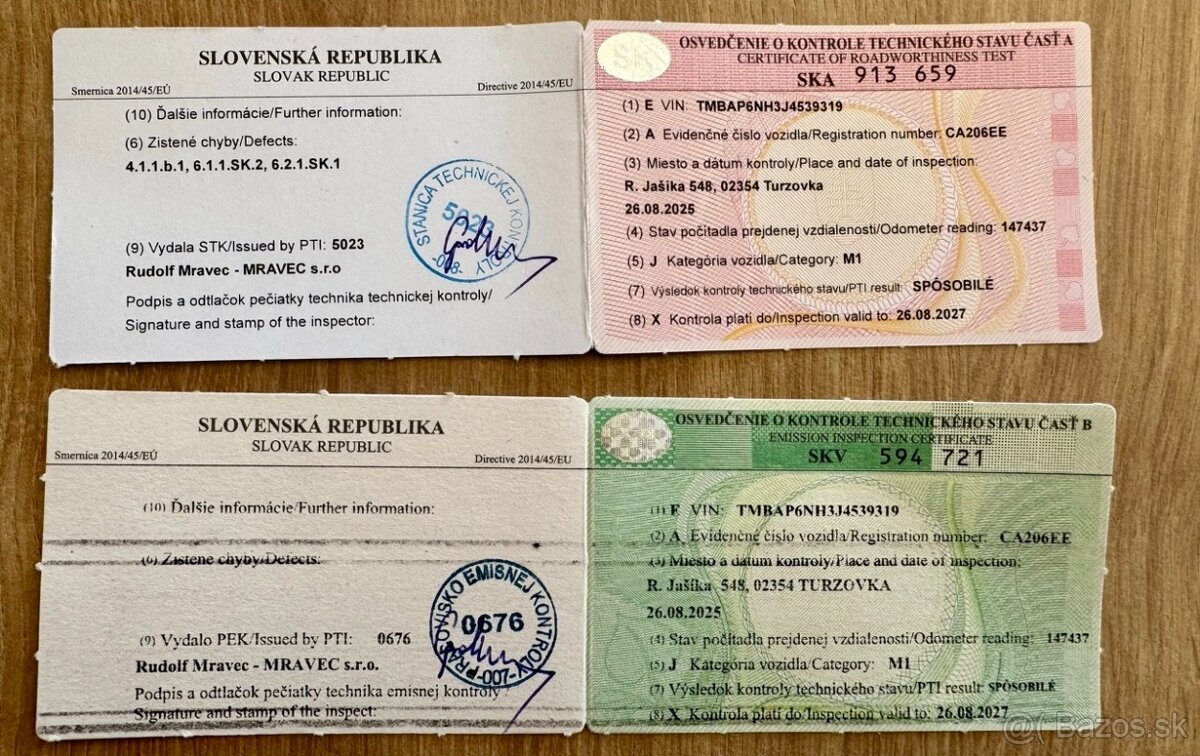 SLOVENSKÁ REPUBLIKA
SLOVAK REPUBLIC
Smernica 2014/45/EÚ
Directive 2014/45/EU
(10) Ďalšie informácie/Further information:
(6) Zistené chyby/Defects:
4.1.1.b.1, 6.1.1.SK.2, 6.2.1.SK.1
STANICA TECHNICKEJ KONTROLY
5023
-008-
(9) Vydala STK/Issued by PTI: 5023
Rudolf Mravec - MRAVEC s.r.o
Podpis a odtlačok pečiatky technika technickej kontroly/
Signature and stamp of the inspector:
SK
OSVEDČENIE O KONTROLE TECHNICKÉHO STAVU ČASŤ A
CERTIFICATE OF ROADWORTHINESS TEST
SKA 913 659
(1) E VIN: TMBAP6NH3J4539319
(2) A Evidenčné číslo vozidla/Registration number: CA206EE
(3) Miesto a dátum kontroly/Place and date of inspection:
R. Jašíka 548, 02354 Turzovka
26.08.2025
(4) Stav počítadla prejdenej vzdialenosti/Odometer reading: 147437
(5) J Kategória vozidla/Category: M1
(7) Výsledok kontroly technického stavu/PTI result: SPÔSOBILÉ
(8) X Kontrola platí do/Inspection valid to: 26.08.2027
SLOVENSKÁ REPUBLIKA
SLOVAK REPUBLIC
Smernica 2014/45/EÚ
Directive 2014/45/EU
(10) Ďalšie informácie/Further information:
(6) Zistené chyby/Defects:
PRACOVISKO EMISNEJ KONTROLY
0676
-007-
(9) Vydalo PEK/Issued by PTI: 0676
Rudolf Mravec - MRAVEC s.r.o.
Podpis a odtlačok pečiatky technika emisnej kontroly/
Signature and stamp of the inspect:
OSVEDČENIE O KONTROLE TECHNICKÉHO STAVU ČASŤ B
EMISSION INSPECTION CERTIFICATE
SKV 594 721
(1) E VIN: TMBAP6NH3J4539319
(2) A Evidenčné číslo vozidla/Registration number: CA206EE
(3) Miesto a dátum kontroly/Place and date of inspection:
R. Jašíka 548, 02354 TURZOVKA
26.08.2025
(4) Stav počítadla prejdenej vzdialenosti/Odometer reading: 147437
(5) J Kategória vozidla/Category: M1
(7) Výsledok kontroly technického stavu/PTI result: SPÔSOBILÉ
(8) X Kontrola platí do/Inspection valid to: 26.08.2027
@( Bazos.sk